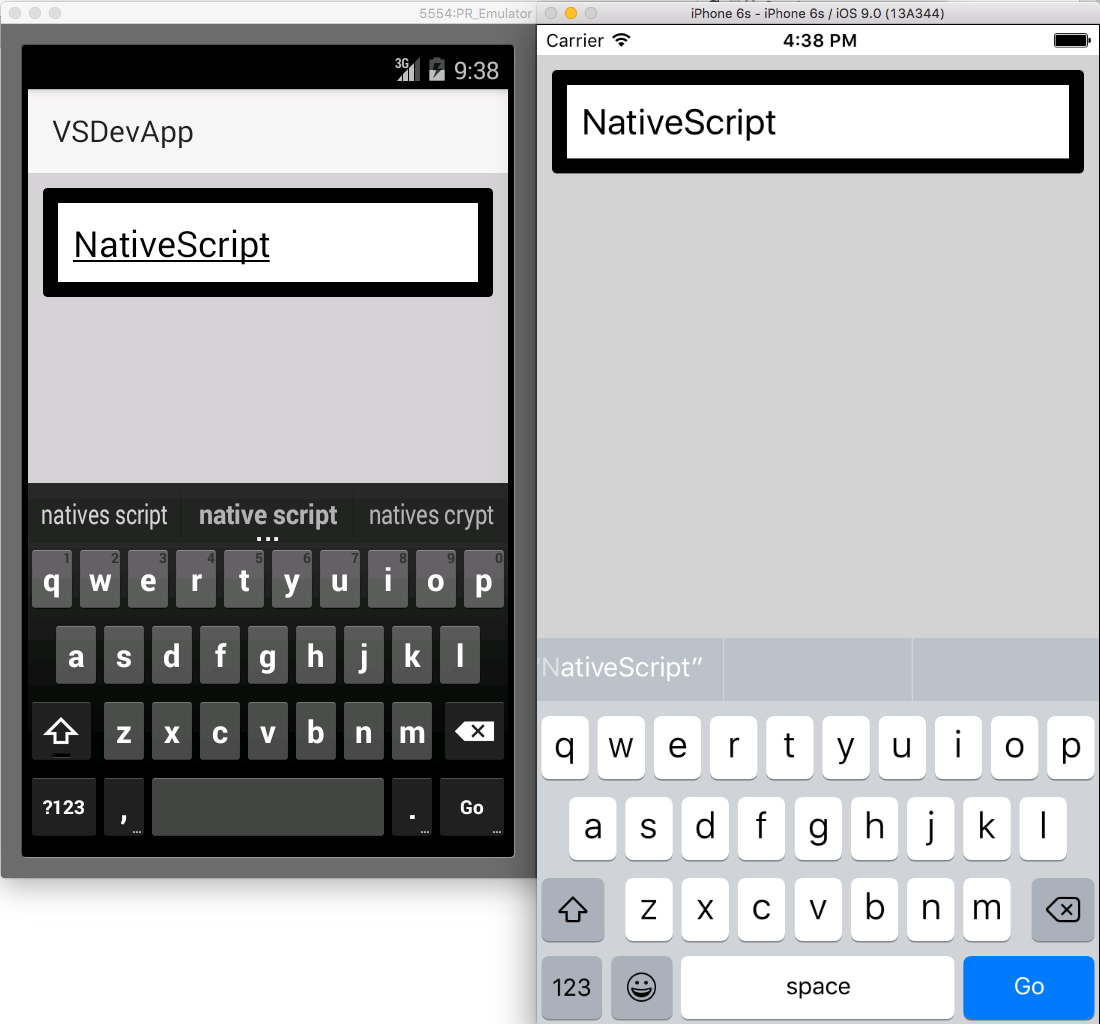 5554:PR_Emulator
3G 9:38
VSDevApp
NativeScript
natives script native script natives crypt
...
1 2 3 4 5 6 7 8 9 0
q w e r t y u i o p
a s d f g h j k l
z x c v b n m
?123 , ... . ... Go ...
iPhone 6s - iPhone 6s / iOS 9.0 (13A344)
Carrier 4:38 PM
NativeScript
“NativeScript”
q w e r t y u i o p
a s d f g h j k l
z x c v b n m
123 space Go